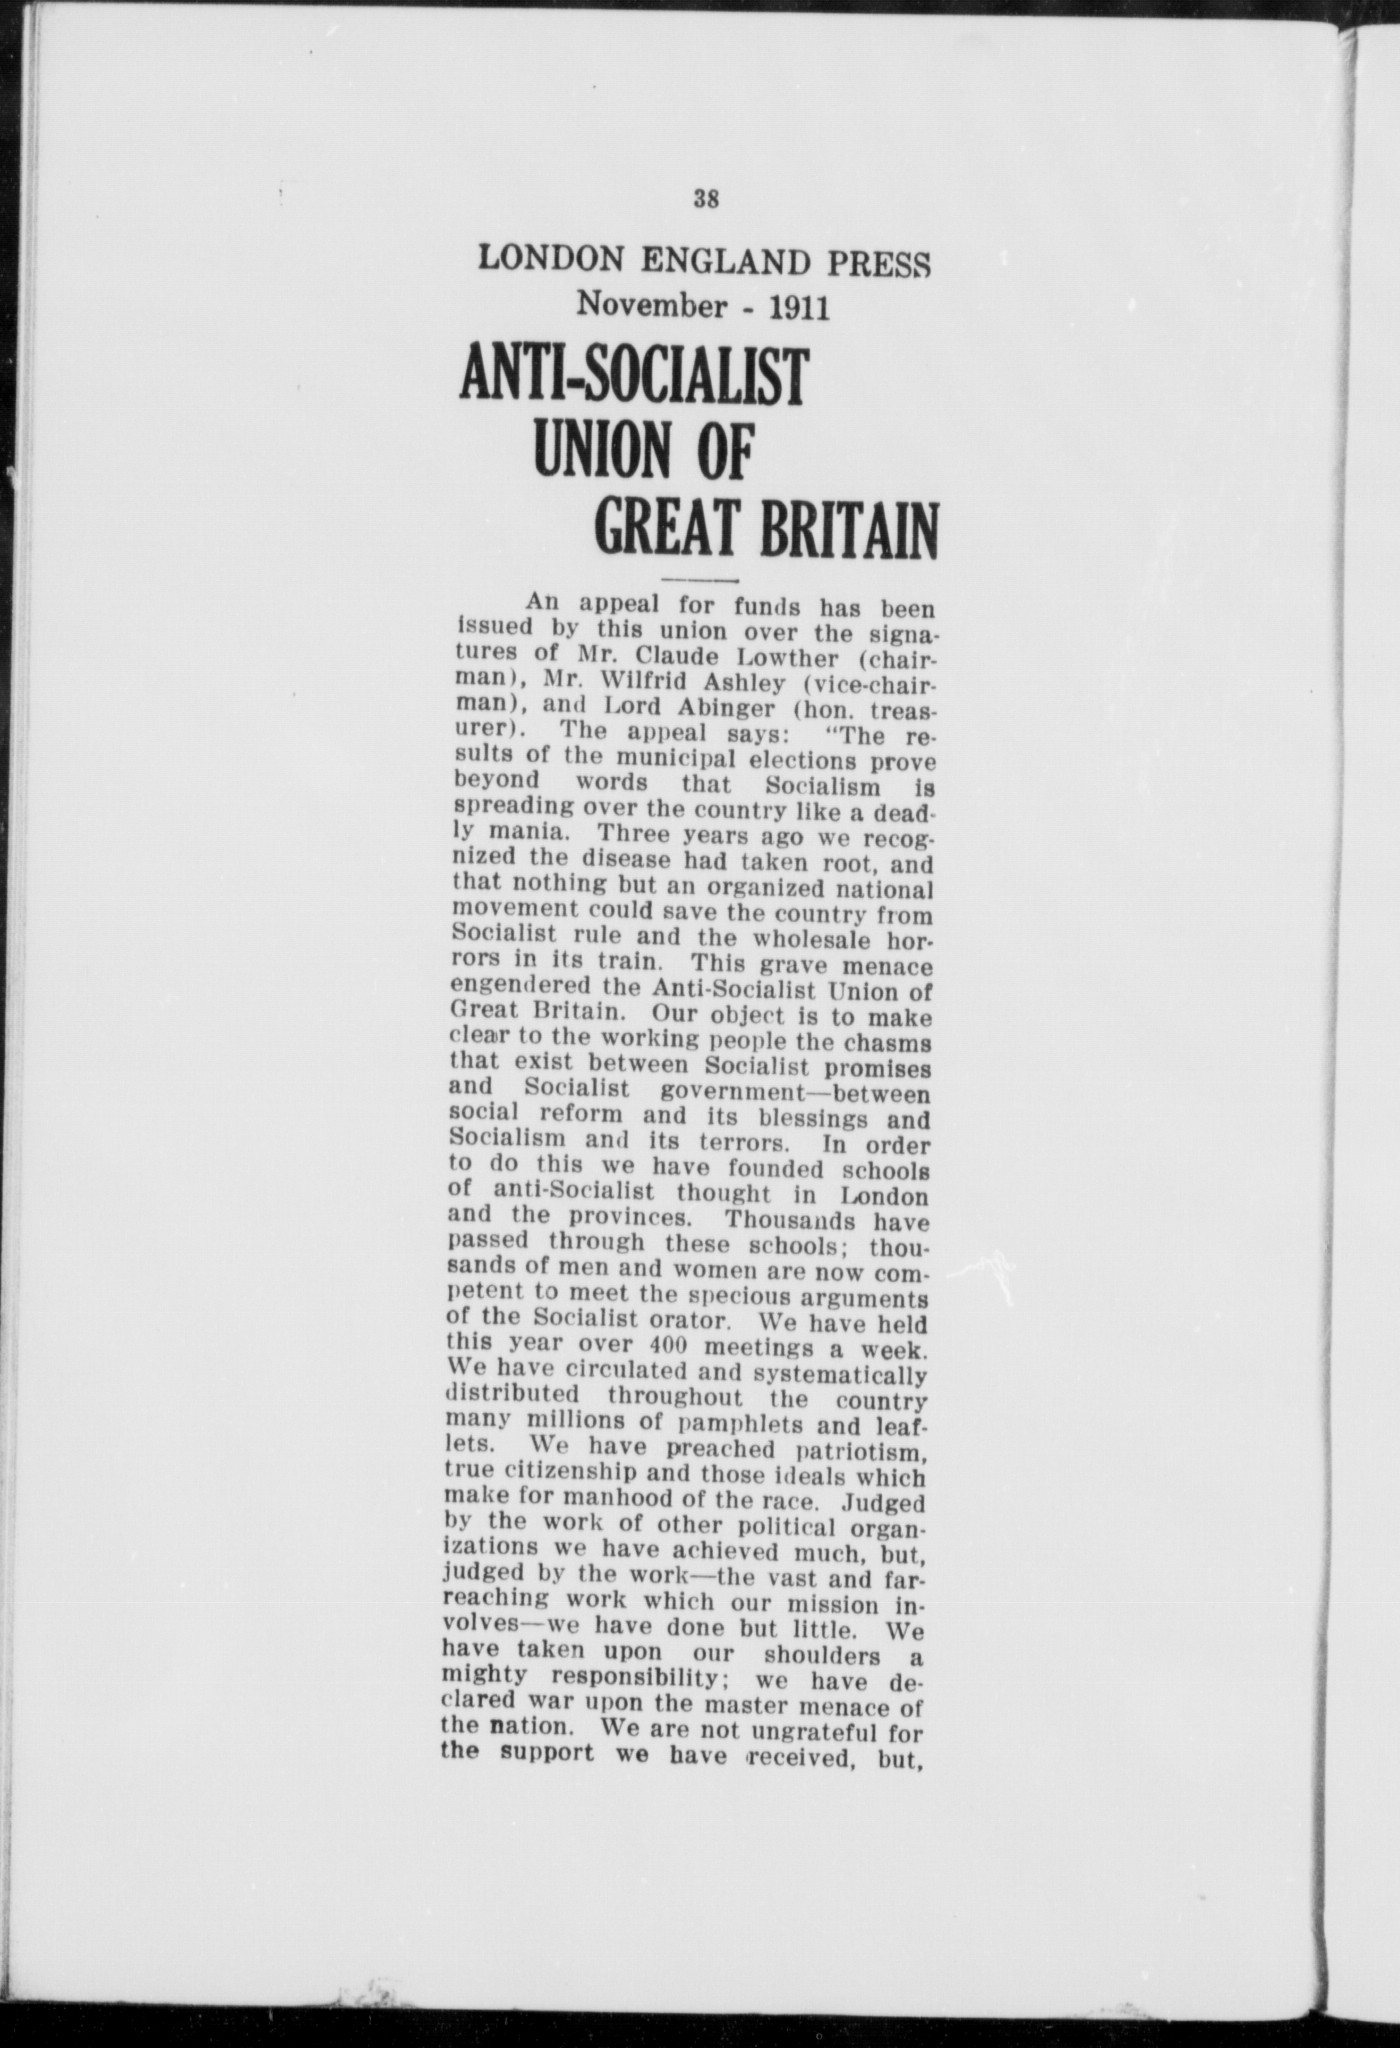 38
LONDON ENGLAND PRESS
November - 1911
ANTI-SOCIALIST
UNION OF
GREAT BRITAIN
An appeal for funds has been
issued by this union over the signa-
tures of Mr. Claude Lowther (chair-
man), Mr. Wilfrid Ashley (vice-chair-
man), and Lord Abinger (hon. treas-
urer). The appeal says: "The re-
sults of the municipal elections prove
beyond words that Socialism is
spreading over the country like a dead-
ly mania. Three years ago we recog-
nized the disease had taken root, and
that nothing but an organized national
movement could save the country from
Socialist rule and the wholesale hor-
rors in its train. This grave menace
engendered the Anti-Socialist Union of
Great Britain. Our object is to make
clear to the working people the chasms
that exist between Socialist promises
and Socialist government—between
social reform and its blessings and
Socialism and its terrors. In order
to do this we have founded schools
of anti-Socialist thought in London
and the provinces. Thousands have
passed through these schools; thou-
sands of men and women are now com-
petent to meet the specious arguments
of the Socialist orator. We have held
this year over 400 meetings a week.
We have circulated and systematically
distributed throughout the country
many millions of pamphlets and leaf-
lets. We have preached patriotism,
true citizenship and those ideals which
make for manhood of the race. Judged
by the work of other political organ-
izations we have achieved much, but,
judged by the work—the vast and far-
reaching work which our mission in-
volves—we have done but little. We
have taken upon our shoulders a
mighty responsibility; we have de-
clared war upon the master menace of
the nation. We are not ungrateful for
the support we have received, but,